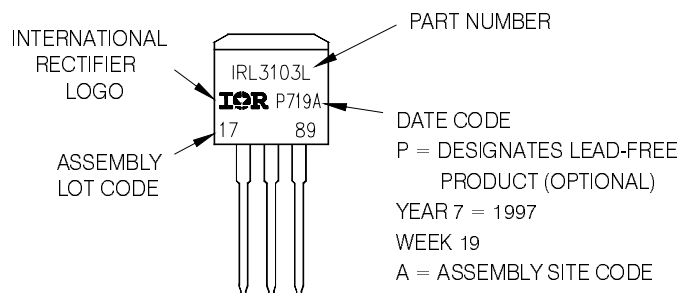 INTERNATIONAL
RECTIFIER
LOGO
ASSEMBLY
LOT CODE
IRL3103L
IOR P719A
17 89
PART NUMBER
DATE CODE
P = DESIGNATES LEAD-FREE
PRODUCT (OPTIONAL)
YEAR 7 = 1997
WEEK 19
A = ASSEMBLY SITE CODE